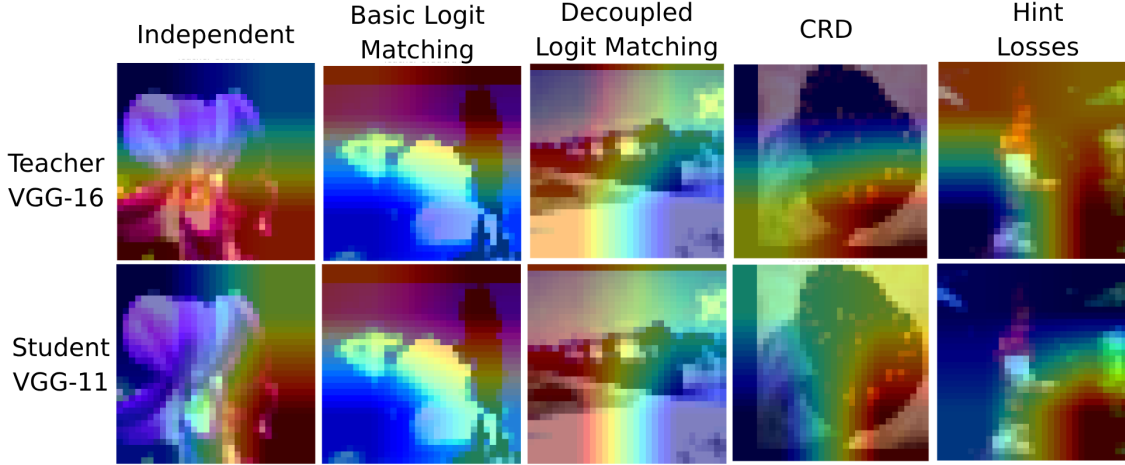 Independent
Basic Logit
Matching
Decoupled
Logit Matching
CRD
Hint
Losses
Teacher
VGG-16
Student
VGG-11